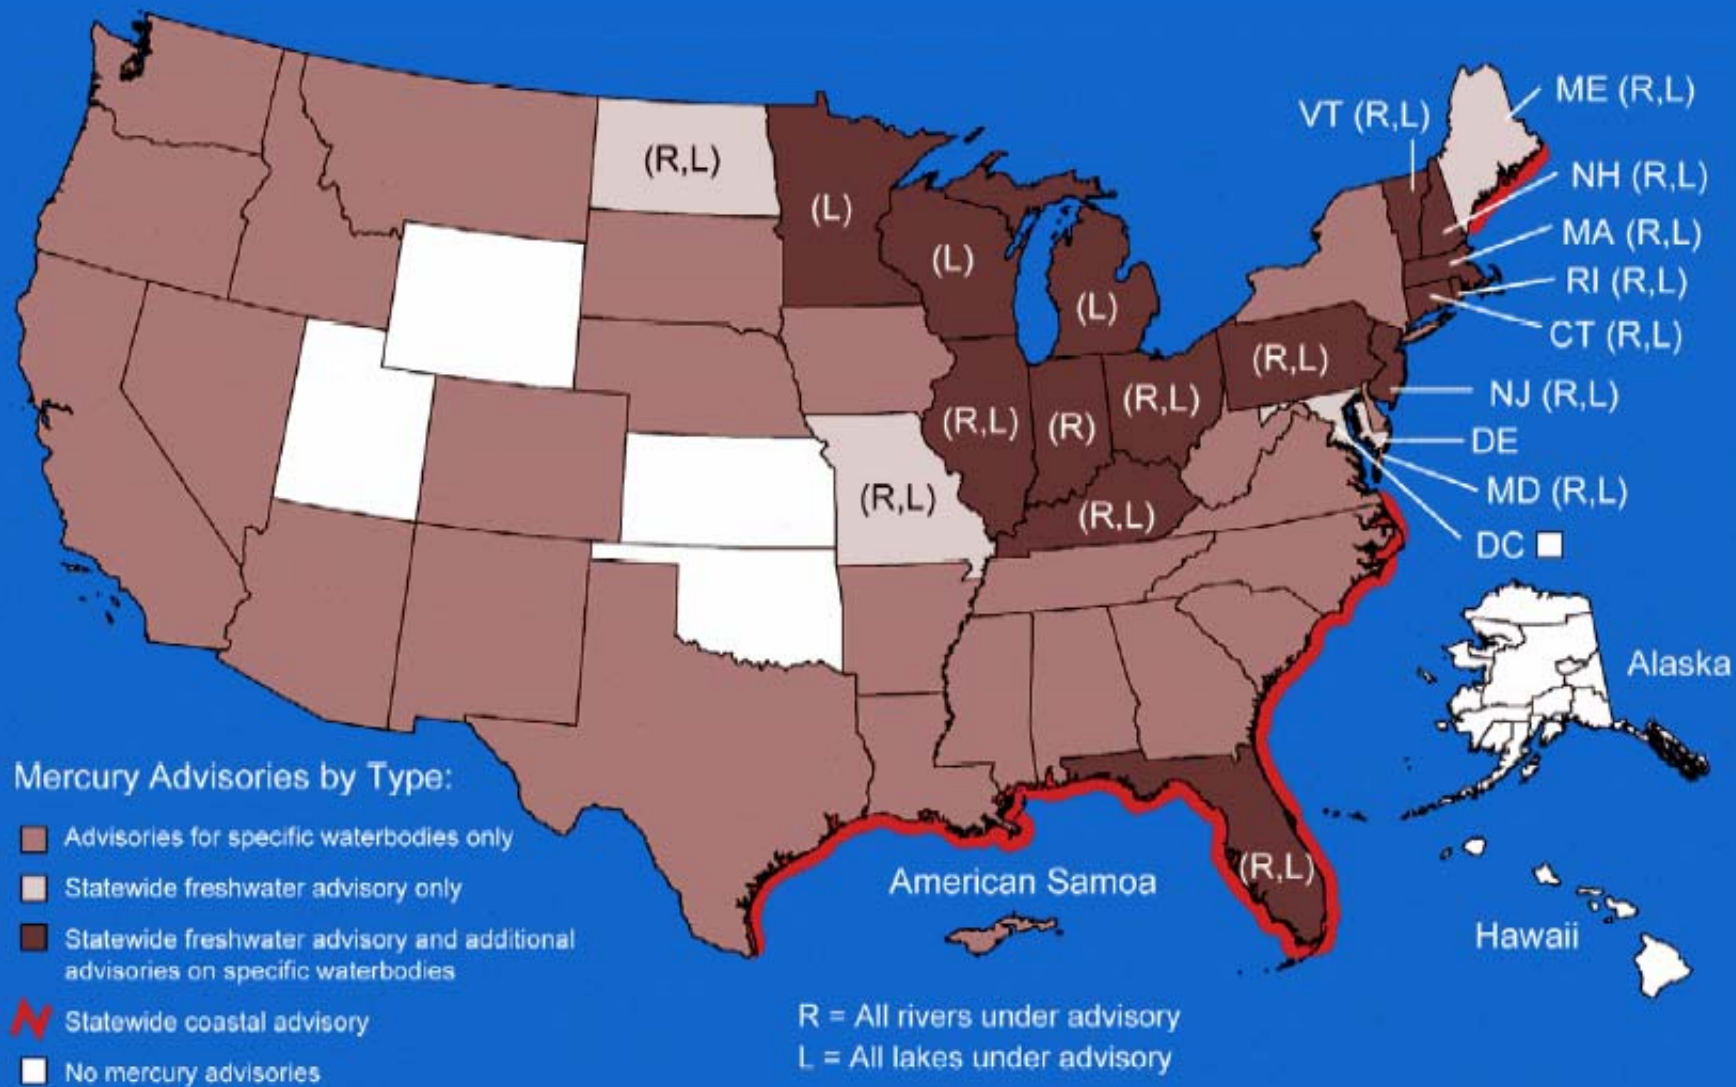 ME (R,L)
VT (R,L)
(R,L)
NH (R,L)
(L)
MA (R,L)
(L)
RI (R,L)
(L)
CT (R,L)
(R,L)
NJ (R,L)
(R,L)
(R,L)
(R)
DE
(R,L)
MD (R,L)
(R,L)
DC
Alaska
Mercury Advisories by Type:
Advisories for specific waterbodies only
Statewide freshwater advisory only
Statewide freshwater advisory and additional
advisories on specific waterbodies
Statewide coastal advisory
No mercury advisories
(R,L)
American Samoa
Hawaii
R = All rivers under advisory
L = All lakes under advisory